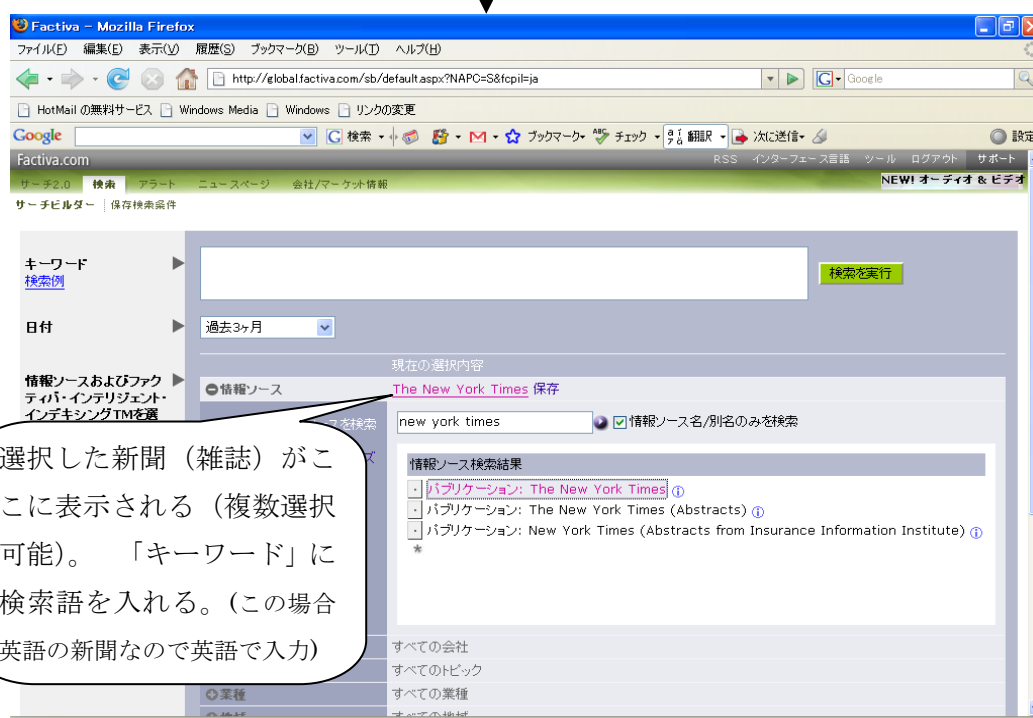 Factiva - Mozilla Firefox
ファイル(F) 編集(E) 表示(V) 履歴(S) ブックマーク(B) ツール(T) ヘルプ(H)
http://global.factiva.com/sb/default.aspx?NAPC=S&fcpil=ja
Google
HotMail の無料サービス Windows Media Windows リンクの変更
Google 検索 ブックマーク チェック 翻訳 次に送信 設定
Factiva.com RSS インターフェース言語 ツール ログアウト サポート
サーチ2.0 検索 アラート ニュースページ 会社/マーケット情報 NEW! オーディオ & ビデオ
サーチビルダー 保存検索条件
キーワード
検索例
検索を実行
日付 過去3ヶ月
現在の選択内容
情報ソースおよびファク
ティバ・インテリジェント・
インデキシングTMを選
情報ソース The New York Times 保存
ースを検索 new york times 情報ソース名/別名のみを検索
ズ
情報ソース検索結果
パブリケーション: The New York Times
パブリケーション: The New York Times (Abstracts)
パブリケーション: New York Times (Abstracts from Insurance Information Institute)
*
選択した新聞（雑誌）がこ
こに表示される（複数選択
可能）。 「キーワード」に
検索語を入れる。(この場合
英語の新聞なので英語で入力)
すべての会社
すべてのトピック
業種 すべての業種
地域 すべての地域